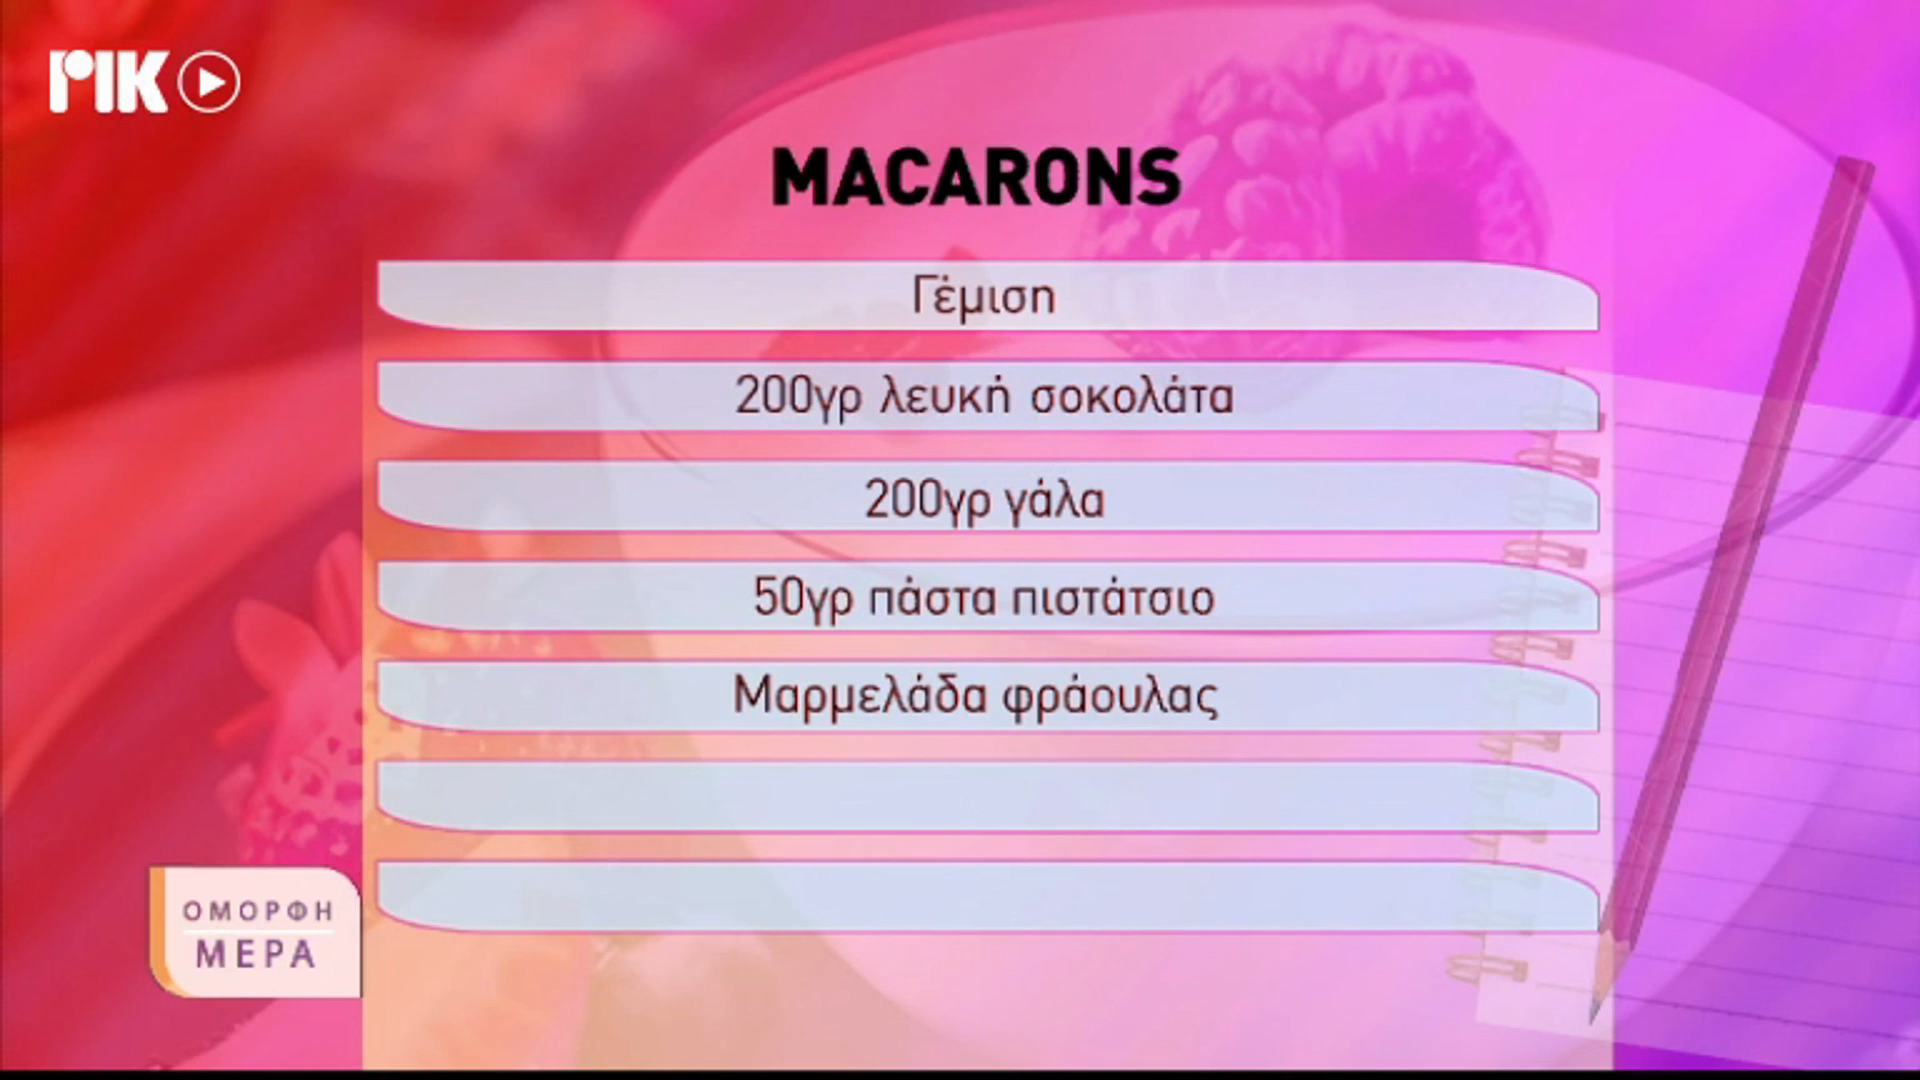 ΡΙΚ
MACARONS
Γέμιση
200γρ λευκή σοκολάτα
200γρ γάλα
50γρ πάστα πιστάτσιο
Μαρμελάδα φράουλας
ΟΜΟΡΦΗ
ΜΕΡΑ